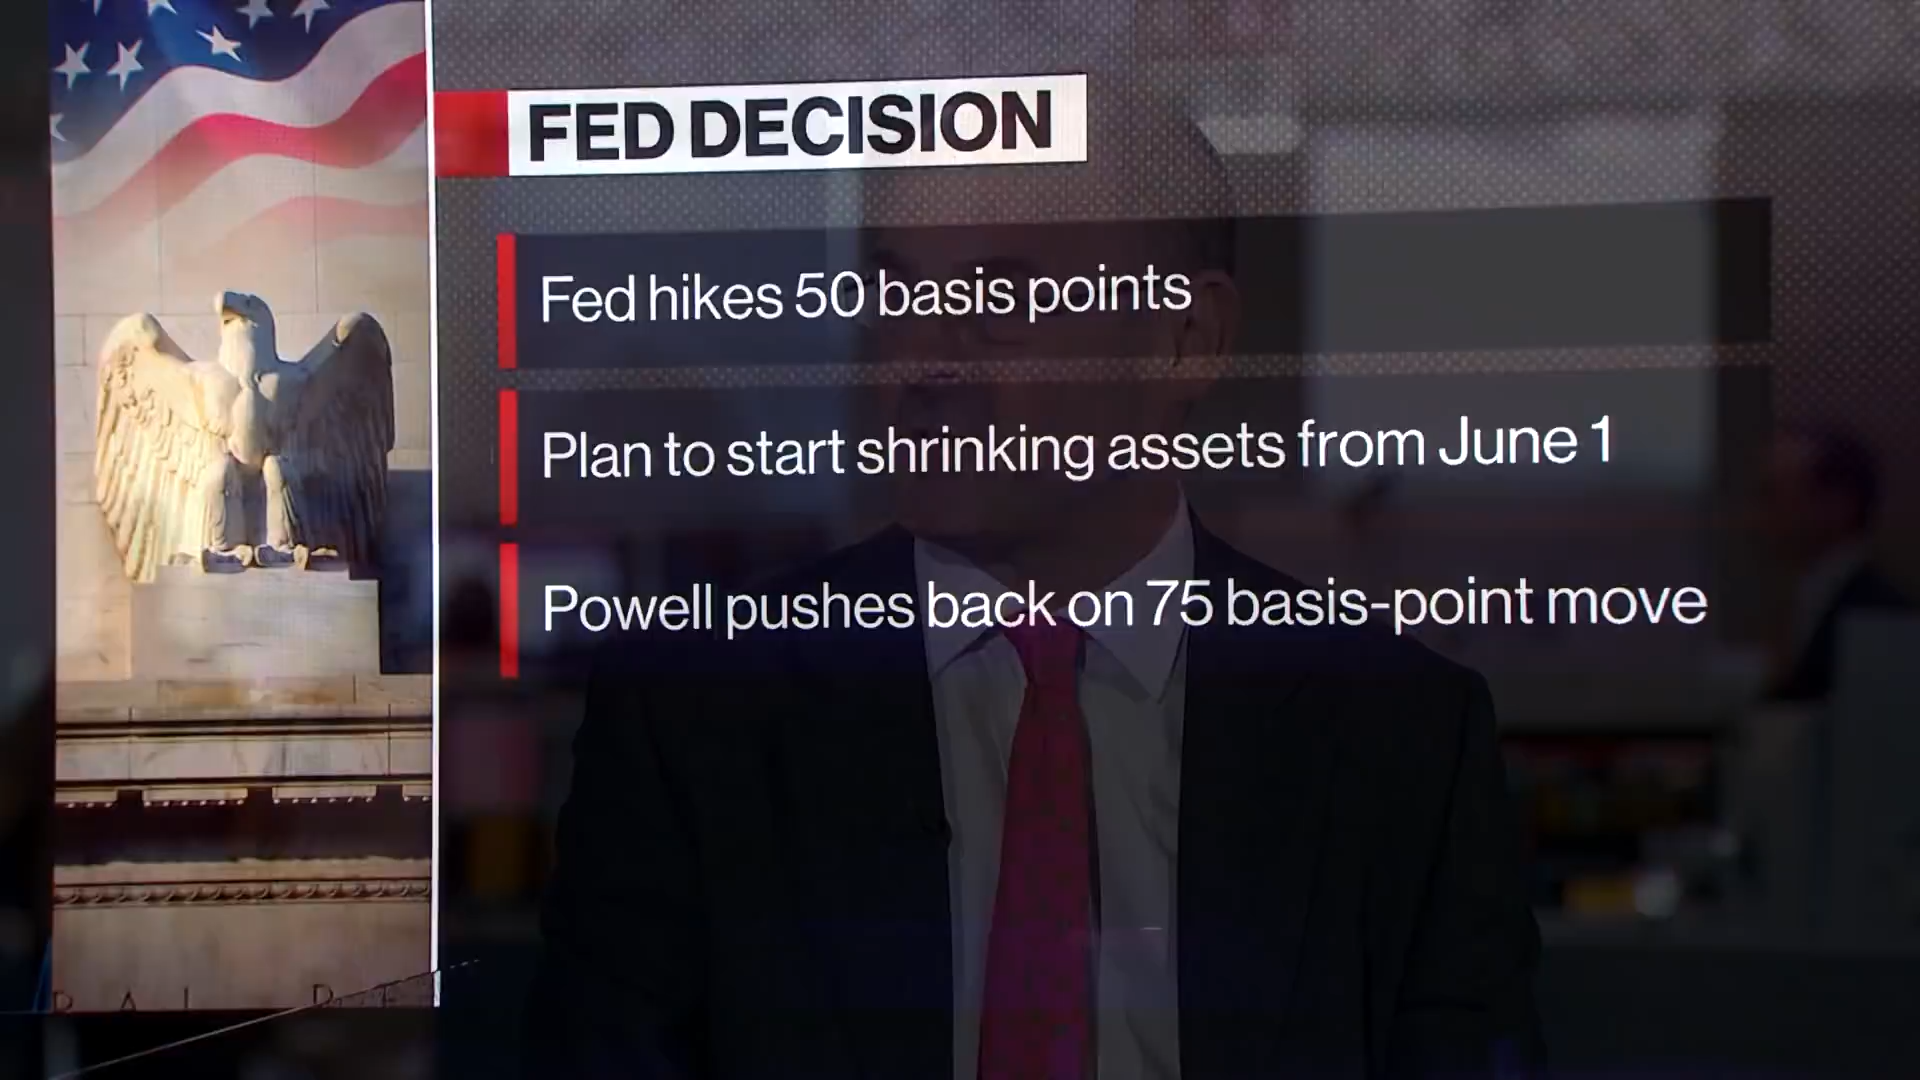 FED DECISION
Fed hikes 50 basis points
Plan to start shrinking assets from June 1
Powell pushes back on 75 basis-point move
R A L R E